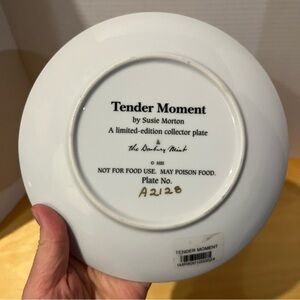 Tender Moment
by Susie Morton
A limited-edition collector plate
&
the Danbury Mint
© MBI
NOT FOR FOOD USE. MAY POISON FOOD.
Plate No.
A2128
TENDER MOMENT